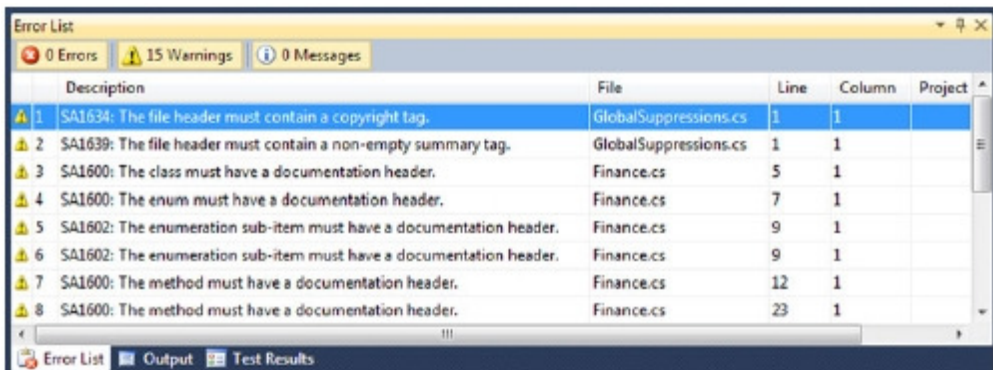 Error List
0 Errors 15 Warnings 0 Messages
Description File Line Column Project
1 SA1634: The file header must contain a copyright tag. GlobalSuppressions.cs 1 1
2 SA1639: The file header must contain a non-empty summary tag. GlobalSuppressions.cs 1 1
3 SA1600: The class must have a documentation header. Finance.cs 5 1
4 SA1600: The enum must have a documentation header. Finance.cs 7 1
5 SA1602: The enumeration sub-item must have a documentation header. Finance.cs 9 1
6 SA1602: The enumeration sub-item must have a documentation header. Finance.cs 9 1
7 SA1600: The method must have a documentation header. Finance.cs 12 1
8 SA1600: The method must have a documentation header. Finance.cs 23 1
Error List Output Test Results